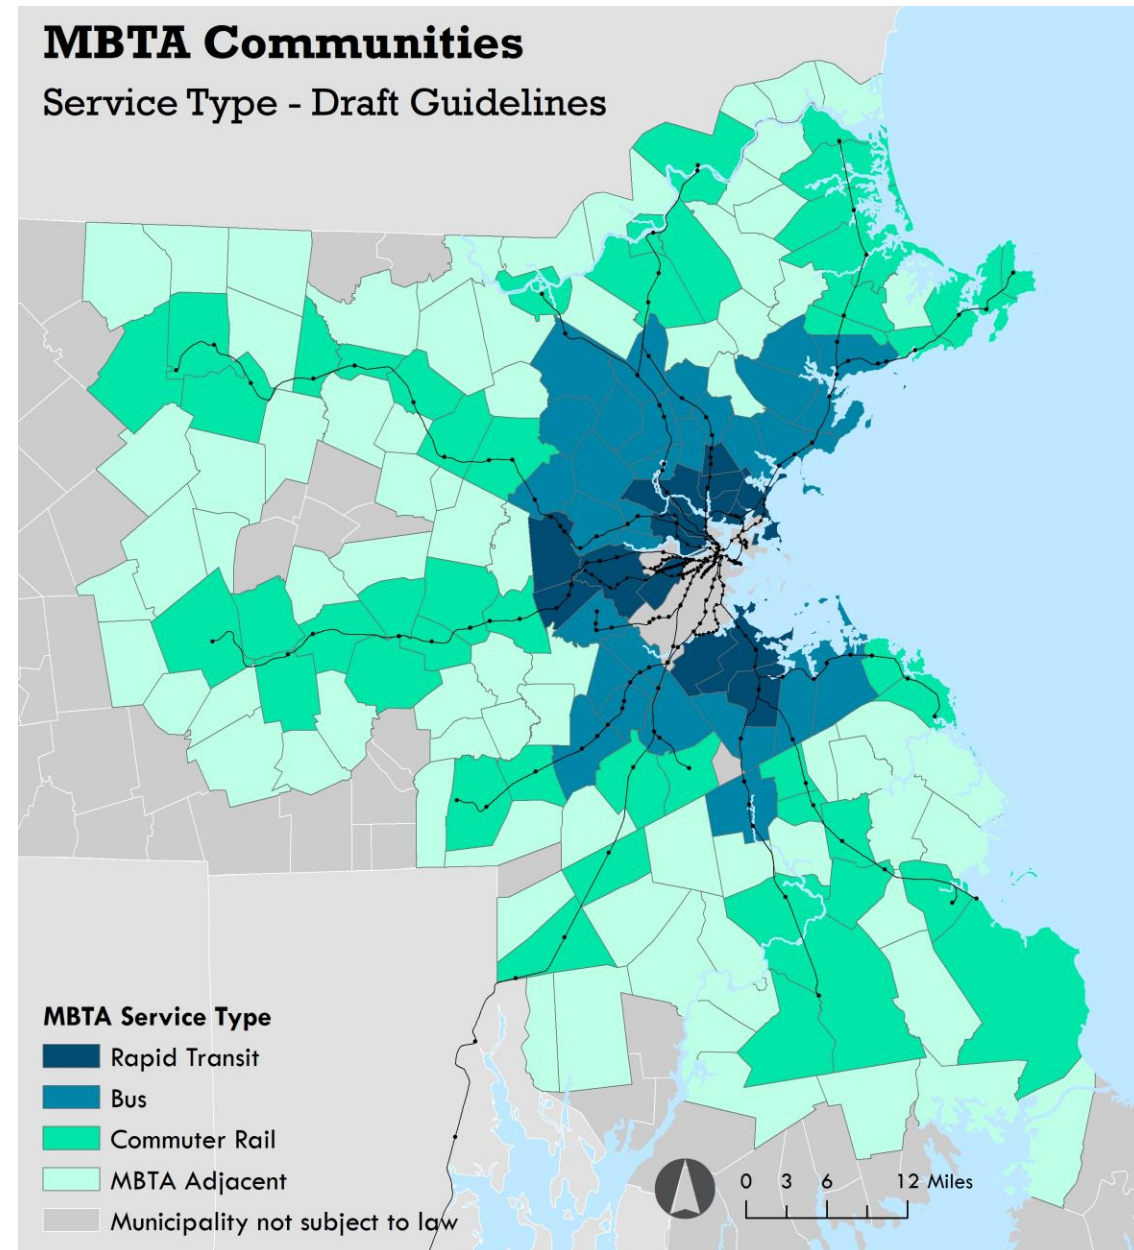 MBTA Communities
Service Type - Draft Guidelines
MBTA Service Type
Rapid Transit
Bus
Commuter Rail
MBTA Adjacent
Municipality not subject to law
0 3 6 12 Miles